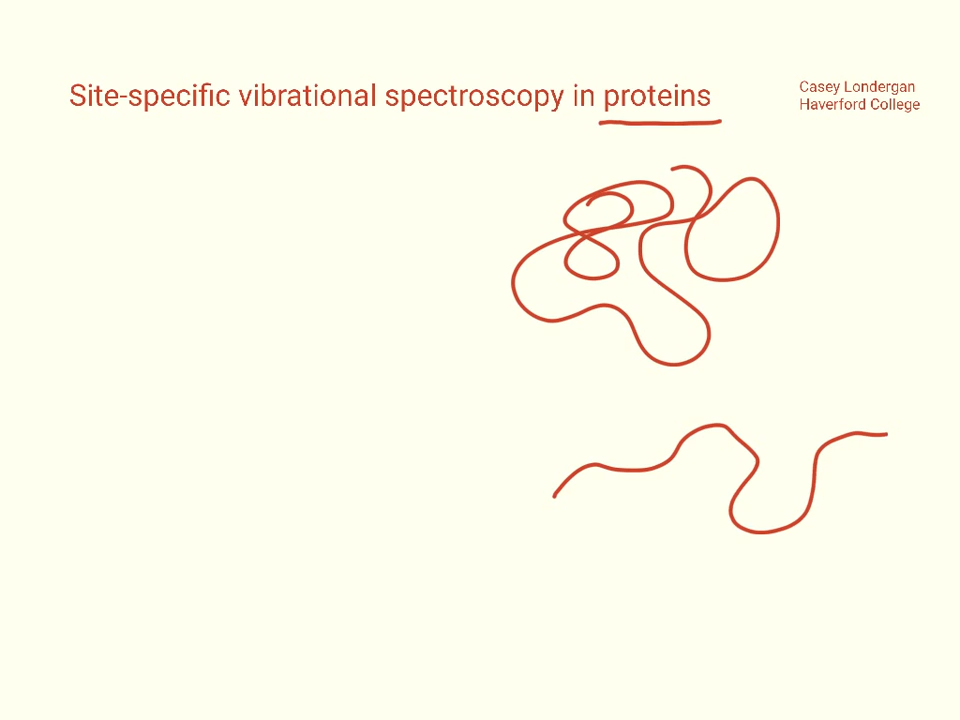 Site-specific vibrational spectroscopy in proteins
Casey Londergan
Haverford College